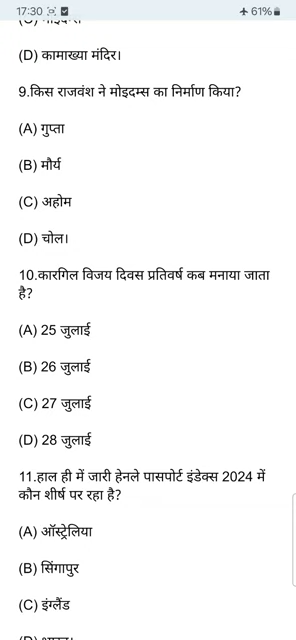 17:30 61%
(D) कामाख्या मंदिर।
9.किस राजवंश ने मोइदम्स का निर्माण किया?
(A) गुप्ता
(B) मौर्य
(C) अहोम
(D) चोल।
10.कारगिल विजय दिवस प्रतिवर्ष कब मनाया जाता
है?
(A) 25 जुलाई
(B) 26 जुलाई
(C) 27 जुलाई
(D) 28 जुलाई
11.हाल ही में जारी हेनले पासपोर्ट इंडेक्स 2024 में
कौन शीर्ष पर रहा है?
(A) ऑस्ट्रेलिया
(B) सिंगापुर
(C) इंग्लैंड